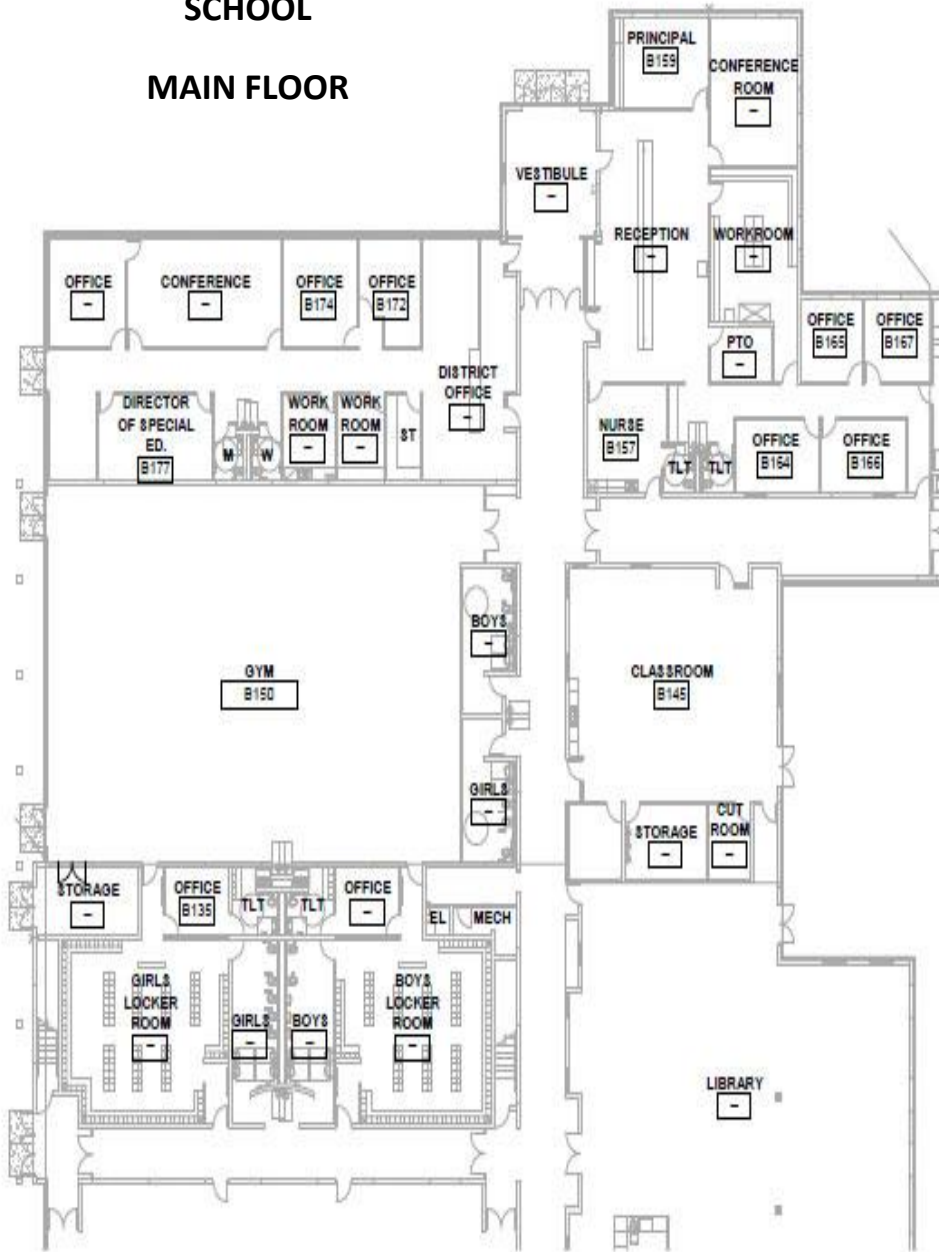 SCHOOL
MAIN FLOOR
PRINCIPAL
B159
CONFERENCE
ROOM
-
VESTIBULE
-
RECEPTION
-
WORKROOM
-
OFFICE
-
CONFERENCE
-
OFFICE
B174
OFFICE
B172
PTO
-
OFFICE
B165
OFFICE
B167
DISTRICT
OFFICE
-
DIRECTOR
OF SPECIAL
ED.
B177
M
W
WORK
ROOM
-
WORK
ROOM
-
ST
NURSE
B157
TLT
TLT
OFFICE
B164
OFFICE
B166
BOYS
-
GYM
B150
CLASSROOM
B145
GIRLS
-
STORAGE
-
CUT
ROOM
-
STORAGE
-
OFFICE
B135
TLT
TLT
OFFICE
-
EL
MECH
GIRLS
LOCKER
ROOM
-
GIRLS
-
BOYS
-
BOYS
LOCKER
ROOM
-
LIBRARY
-